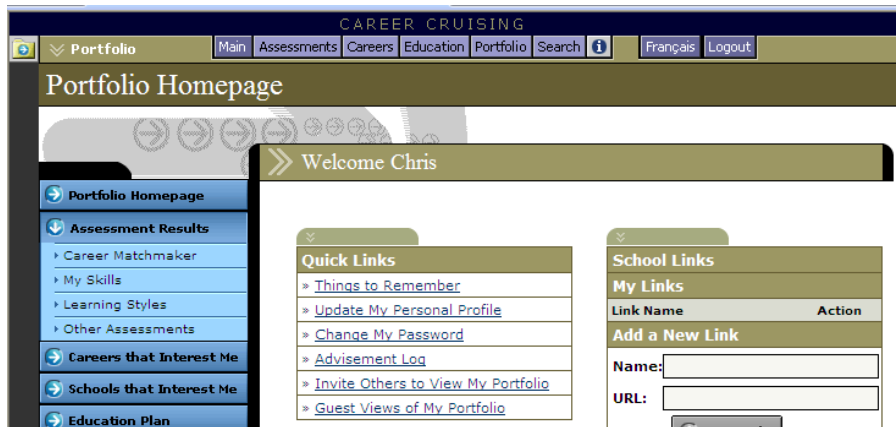 CAREER CRUISING
Portfolio
Main Assessments Careers Education Portfolio Search i Français Logout
Portfolio Homepage
Welcome Chris
Portfolio Homepage
Assessment Results
Career Matchmaker
My Skills
Learning Styles
Other Assessments
Careers that Interest Me
Schools that Interest Me
Education Plan
Quick Links
» Things to Remember
» Update My Personal Profile
» Change My Password
» Advisement Log
» Invite Others to View My Portfolio
» Guest Views of My Portfolio
School Links
My Links
Link Name Action
Add a New Link
Name:
URL: